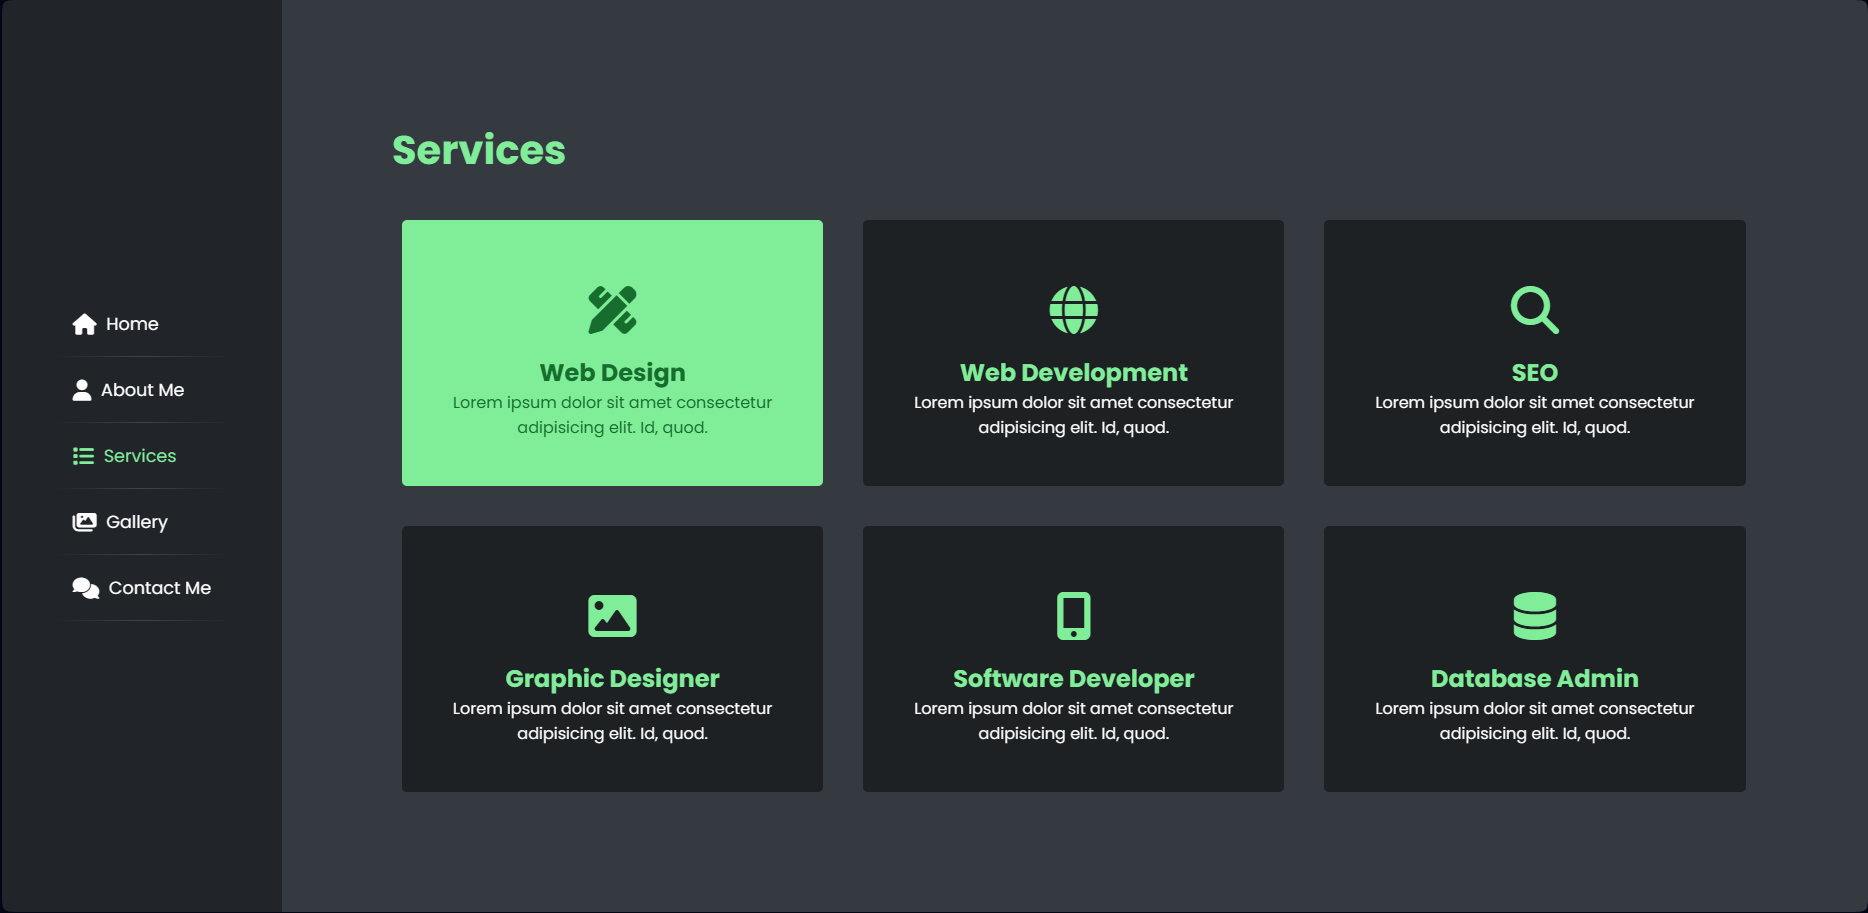 Home
About Me
Services
Gallery
Contact Me
Services
Web Design
Lorem ipsum dolor sit amet consectetur
adipisicing elit. Id, quod.
Web Development
Lorem ipsum dolor sit amet consectetur
adipisicing elit. Id, quod.
SEO
Lorem ipsum dolor sit amet consectetur
adipisicing elit. Id, quod.
Graphic Designer
Lorem ipsum dolor sit amet consectetur
adipisicing elit. Id, quod.
Software Developer
Lorem ipsum dolor sit amet consectetur
adipisicing elit. Id, quod.
Database Admin
Lorem ipsum dolor sit amet consectetur
adipisicing elit. Id, quod.